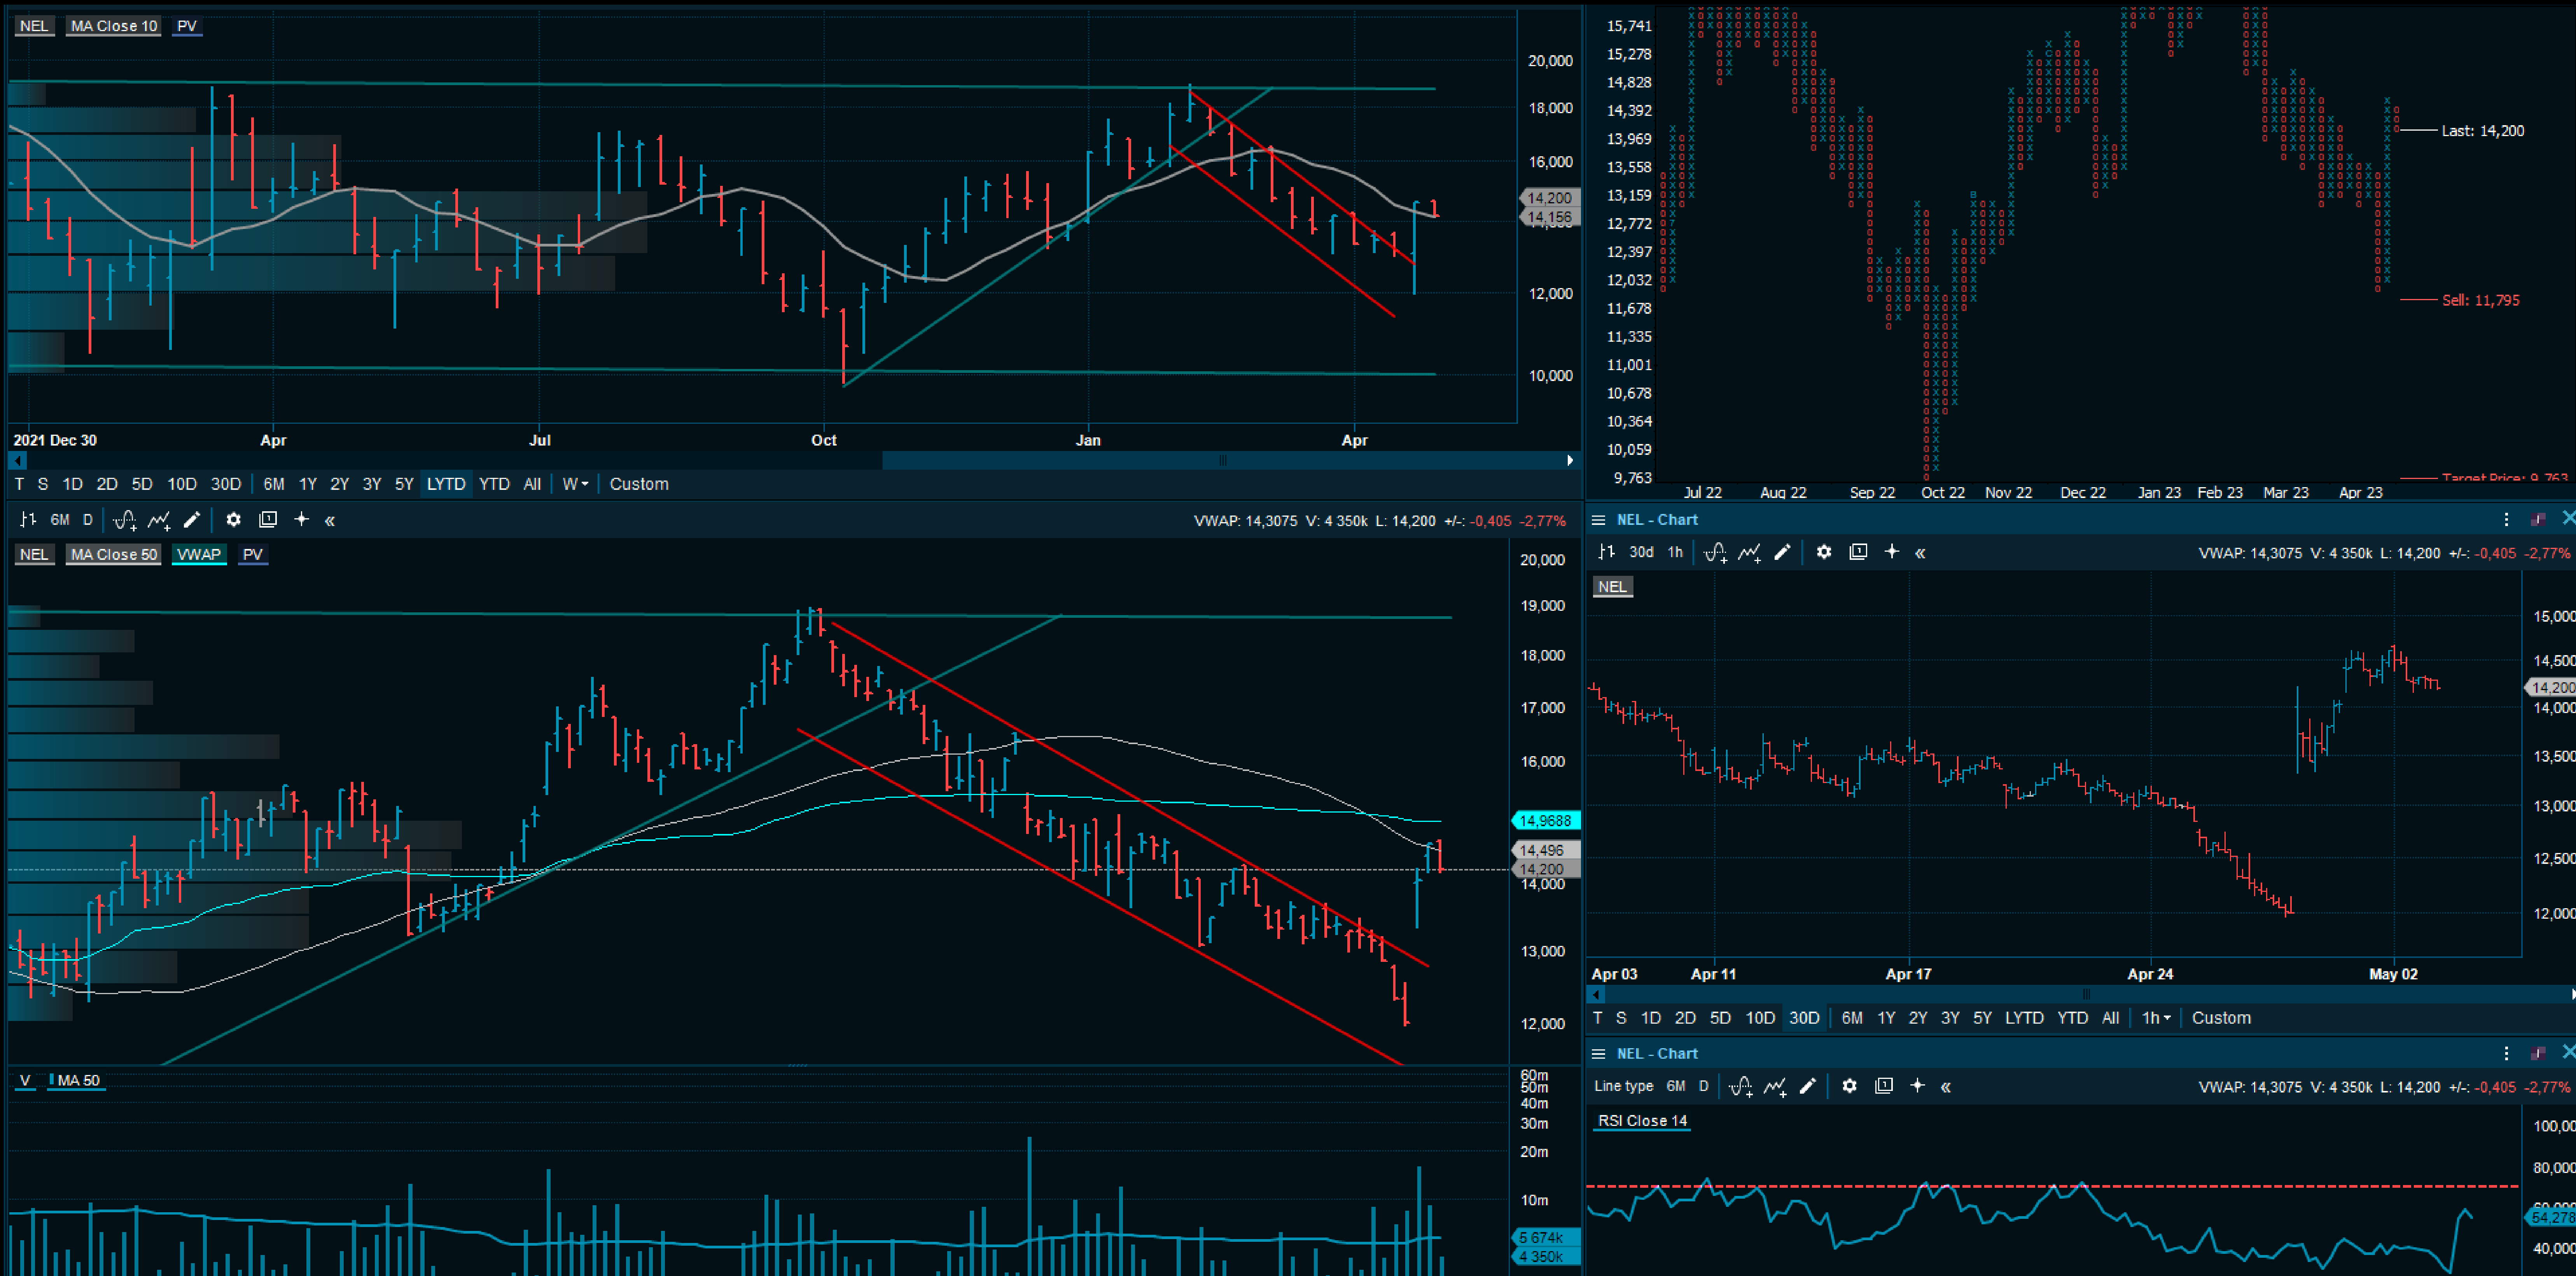 NEL MA Close 10 PV
20,000
18,000
16,000
14,200
14,156
12,000
10,000
2021 Dec 30 Apr Jul Oct Jan Apr
T S 1D 2D 5D 10D 30D 6M 1Y 2Y 3Y 5Y LYTD YTD All W Custom
6M D VWAP: 14,3075 V: 4 350k L: 14,200 +/-: -0,405 -2,77%
NEL MA Close 50 VWAP PV
20,000
19,000
18,000
17,000
16,000
14,9688
14,496
14,200
14,000
13,000
12,000
V MA 50
60m
50m
40m
30m
20m
10m
5 674k
4 350k
15,741
15,278
14,828
14,392
13,969
13,558
13,159
12,772
12,397
12,032
11,678
11,335
11,001
10,678
10,364
10,059
9,763
Last: 14,200
Sell: 11,795
Target Price: 9,763
Jul 22 Aug 22 Sep 22 Oct 22 Nov 22 Dec 22 Jan 23 Feb 23 Mar 23 Apr 23
NEL - Chart
30d 1h VWAP: 14,3075 V: 4 350k L: 14,200 +/-: -0,405 -2,77%
NEL
15,000
14,500
14,200
14,000
13,500
13,000
12,500
12,000
Apr 03 Apr 11 Apr 17 Apr 24 May 02
T S 1D 2D 5D 10D 30D 6M 1Y 2Y 3Y 5Y LYTD YTD All 1h Custom
NEL - Chart
Line type 6M D VWAP: 14,3075 V: 4 350k L: 14,200 +/-: -0,405 -2,77%
RSI Close 14
100,00
80,000
54,278
40,000